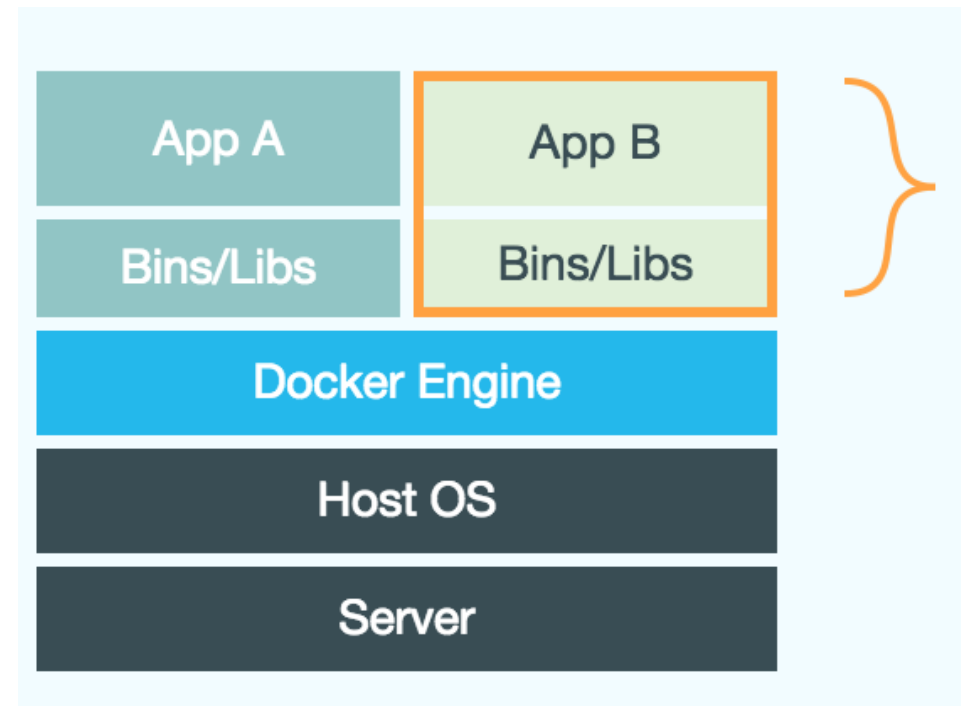 App A
App B
Bins/Libs
Bins/Libs
Docker Engine
Host OS
Server